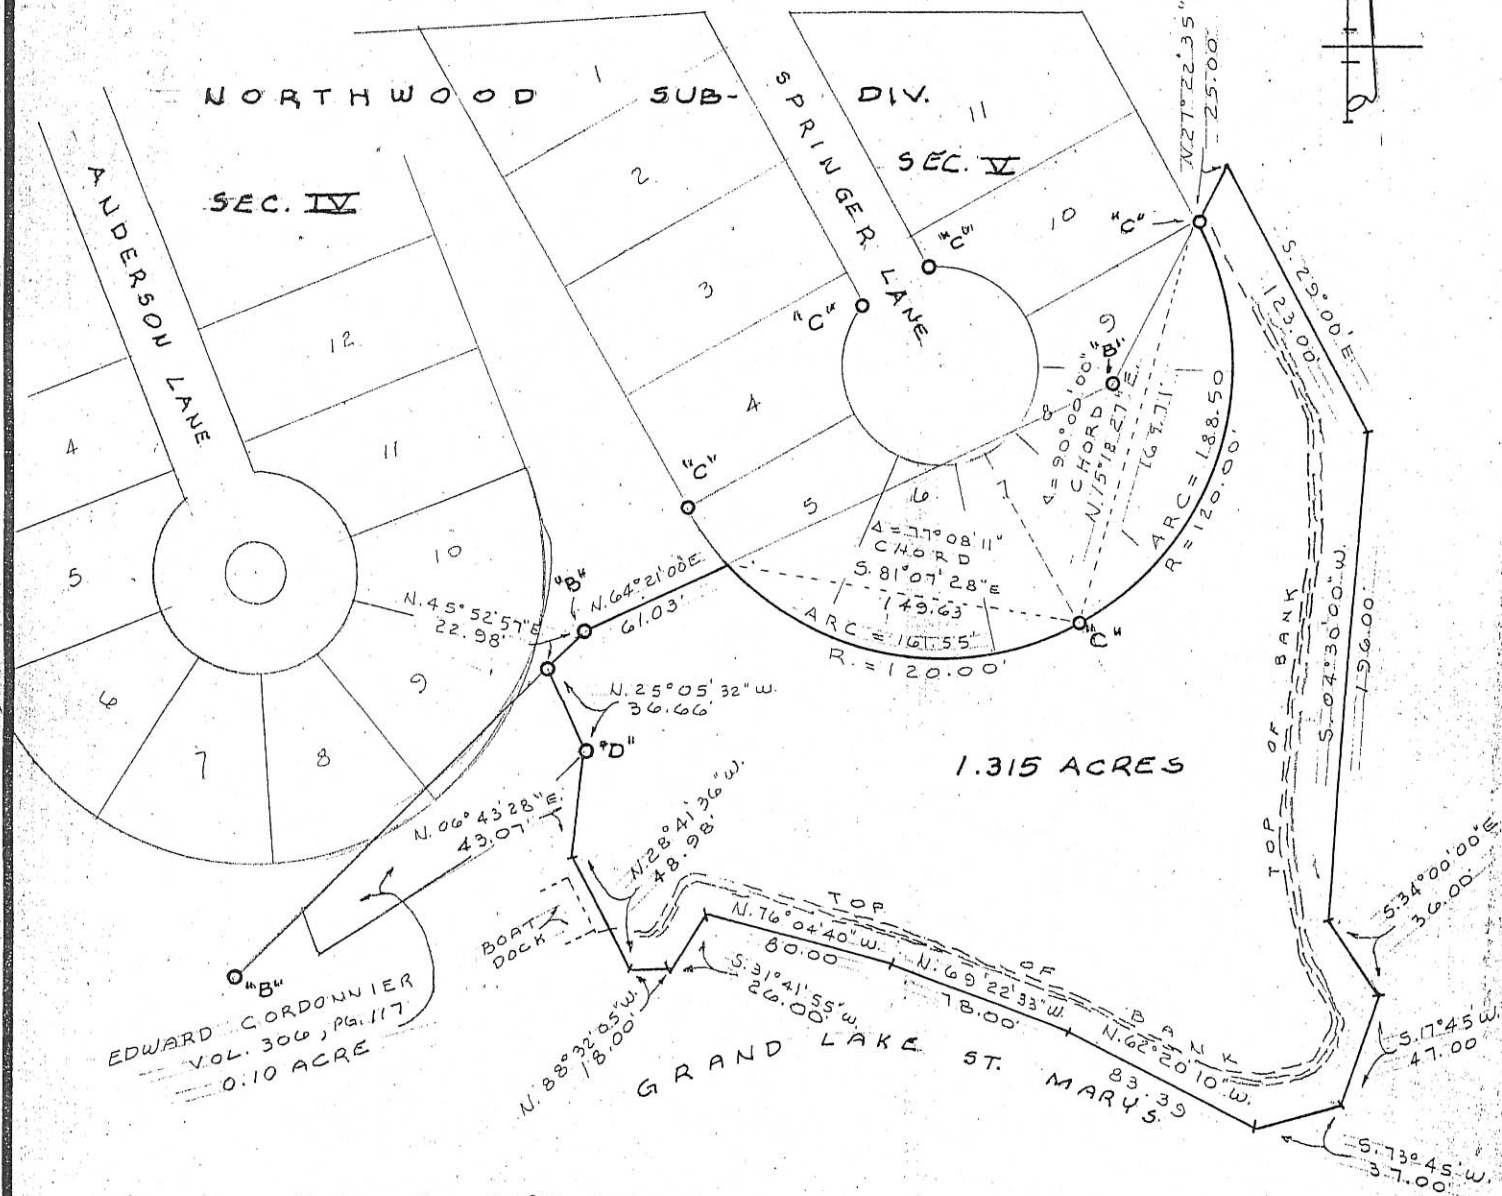 NORTHWOOD SUB- DIV.
SEC. IV
SEC. V
ANDERSON LANE
SPRINGER LANE
1
2
3
4
5
6
7
8
9
10
11
12
11
10
9
8
7
6
5
4
"C"
"C"
"C"
"C"
"C"
"B"
"B"
"B"
"D"
N.27°22'35"
25.00
S. 29°00' E
123.00'
S. 04°30'00" W.
196.00'
S.34°00'00"E
36.00
S.17°45' W.
47.00
S.73°45' W.
37.00
N.62°20'10" W.
83.39
N. 69°22'33" W.
78.00'
N.76°04'40" W.
80.00
S.31°41'55" W.
26.00'
N. 88°32'05" W.
18.00'
N.28°41'36" W.
48.98'
N. 06°43'28" E.
43.07'
N. 25°05'32" W.
36.66'
N.45°52'57"E
22.98'
N.64°21'00"E
61.03'
Δ=77°08'11"
CHORD
S.81°07'28"E
149.63
ARC = 161.55'
R. = 120.00'
Δ=90°00'00"
CHORD
N.15°18'27"E.
169.71'
ARC = 188.50
R = 120.00'
1.315 ACRES
TOP OF BANK
TOP OF BANK
BOAT
DOCK
GRAND LAKE ST. MARYS
EDWARD CORDONNIER
VOL. 306, PG. 117
0.10 ACRE